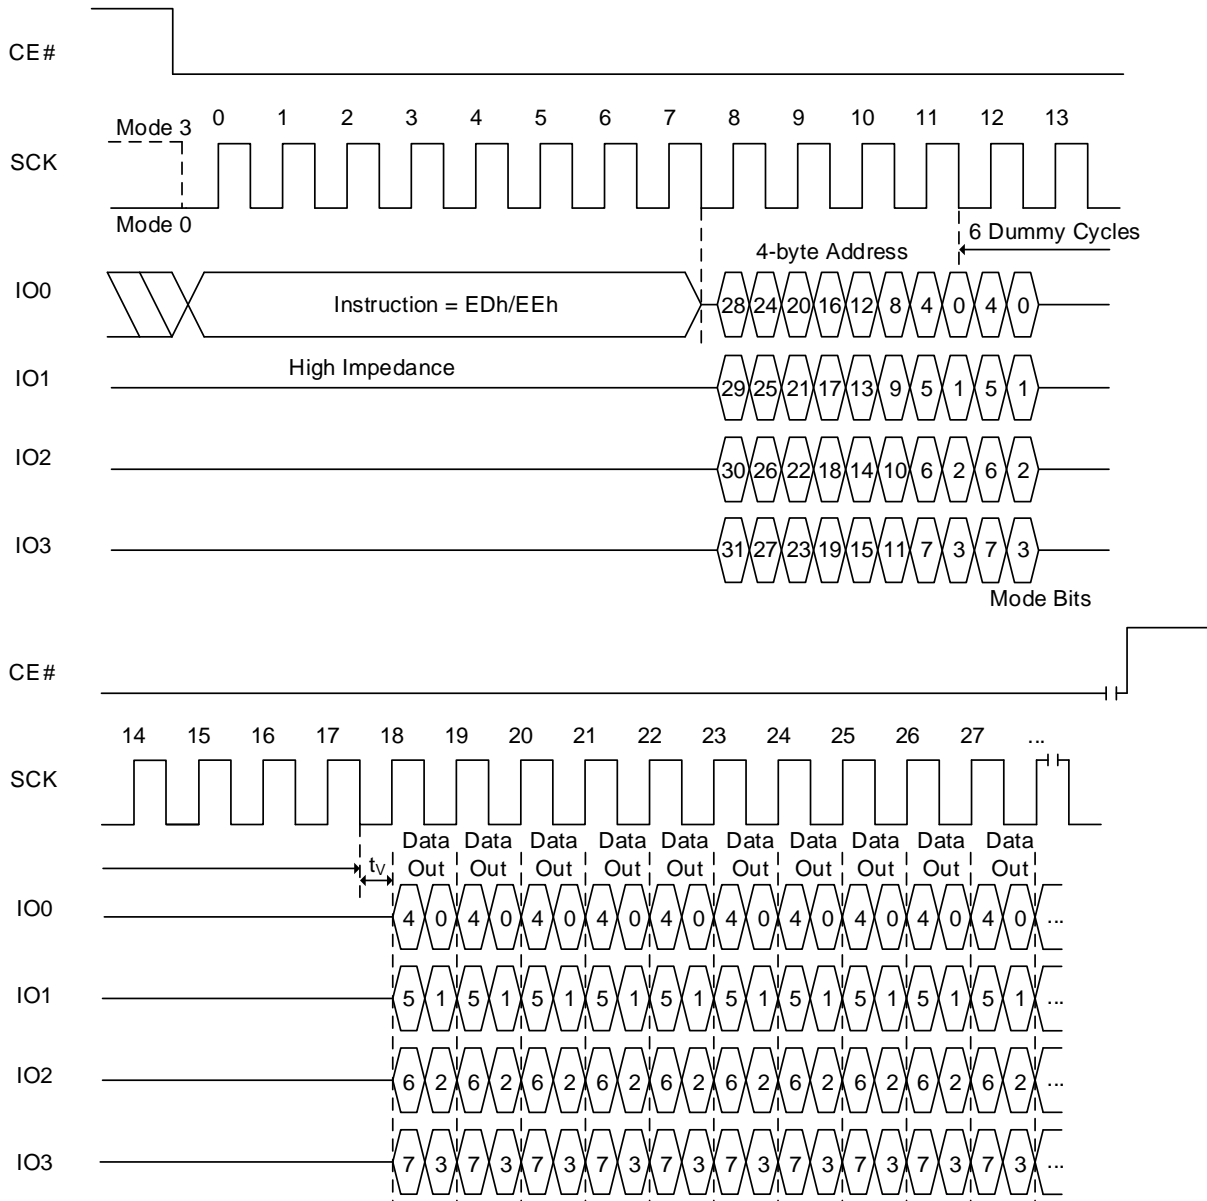 CE#
Mode 3 0 1 2 3 4 5 6 7 8 9 10 11 12 13
SCK
Mode 0
6 Dummy Cycles
4-byte Address
IO0 Instruction = EDh/EEh 28 24 20 16 12 8 4 0 4 0
High Impedance
IO1 29 25 21 17 13 9 5 1 5 1
IO2 30 26 22 18 14 10 6 2 6 2
IO3 31 27 23 19 15 11 7 3 7 3
Mode Bits
CE#
14 15 16 17 18 19 20 21 22 23 24 25 26 27 ...
SCK
Data Data Data Data Data Data Data Data Data Data
tV Out Out Out Out Out Out Out Out Out Out
IO0 4 0 4 0 4 0 4 0 4 0 4 0 4 0 4 0 4 0 4 0 ...
IO1 5 1 5 1 5 1 5 1 5 1 5 1 5 1 5 1 5 1 5 1 ...
IO2 6 2 6 2 6 2 6 2 6 2 6 2 6 2 6 2 6 2 6 2 ...
IO3 7 3 7 3 7 3 7 3 7 3 7 3 7 3 7 3 7 3 7 3 ...